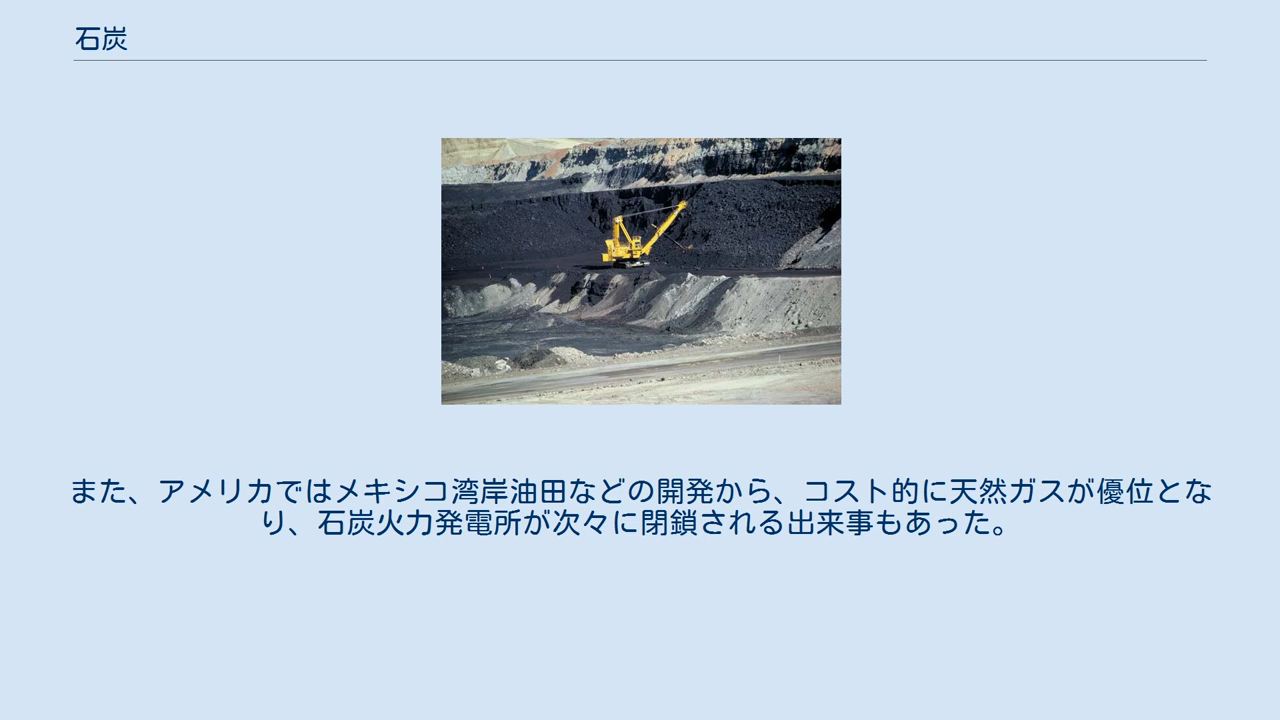 石炭
また、アメリカではメキシコ湾岸油田などの開発から、コスト的に天然ガスが優位とな
り、石炭火力発電所が次々に閉鎖される出来事もあった。